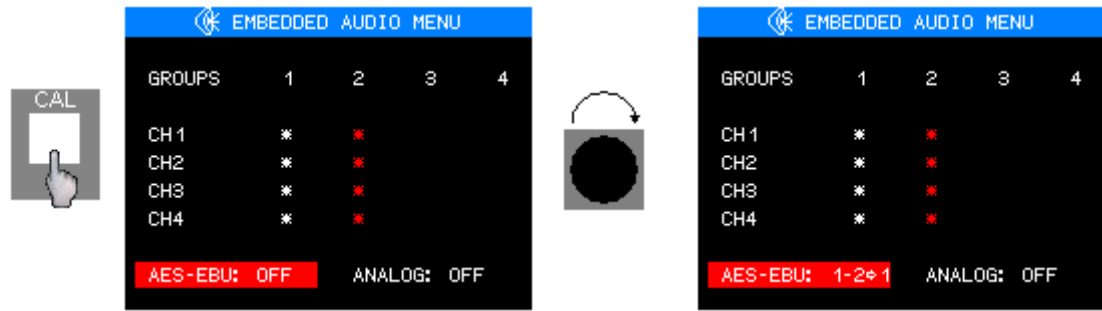 CAL
EMBEDDED AUDIO MENU
GROUPS 1 2 3 4
CH1 * *
CH2 * *
CH3 * *
CH4 * *
AES-EBU: OFF ANALOG: OFF
EMBEDDED AUDIO MENU
GROUPS 1 2 3 4
CH1 * *
CH2 * *
CH3 * *
CH4 * *
AES-EBU: 1-2➩1 ANALOG: OFF